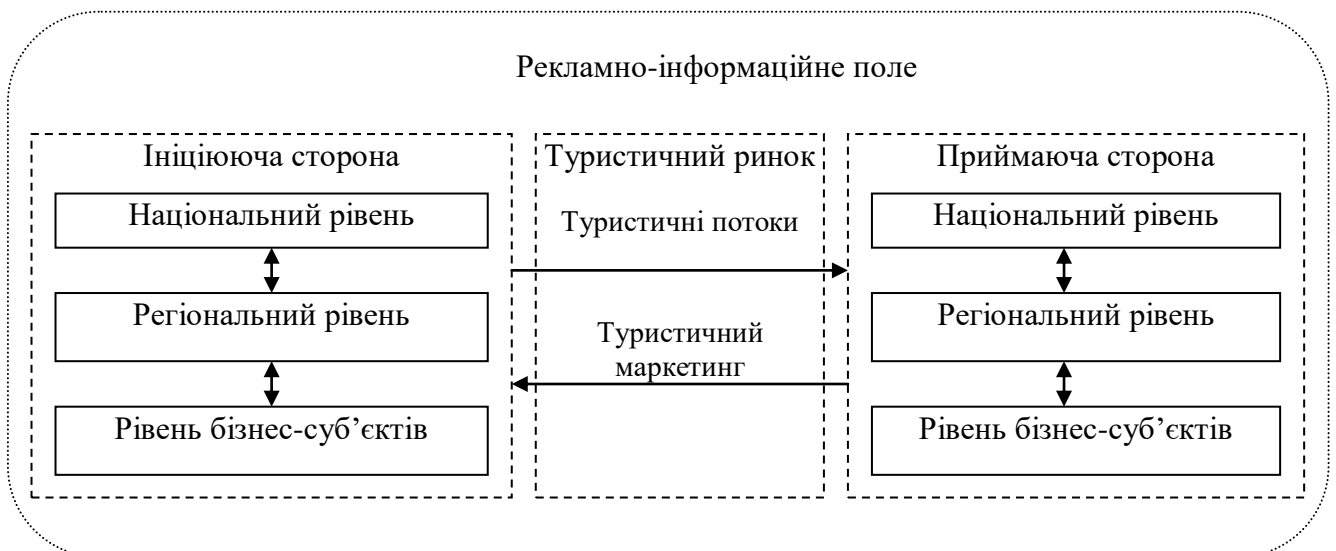 Рекламно-інформаційне поле
Ініціююча сторона
Національний рівень
Регіональний рівень
Рівень бізнес-суб’єктів
Туристичний ринок
Туристичні потоки
Туристичний
маркетинг
Приймаюча сторона
Національний рівень
Регіональний рівень
Рівень бізнес-суб’єктів